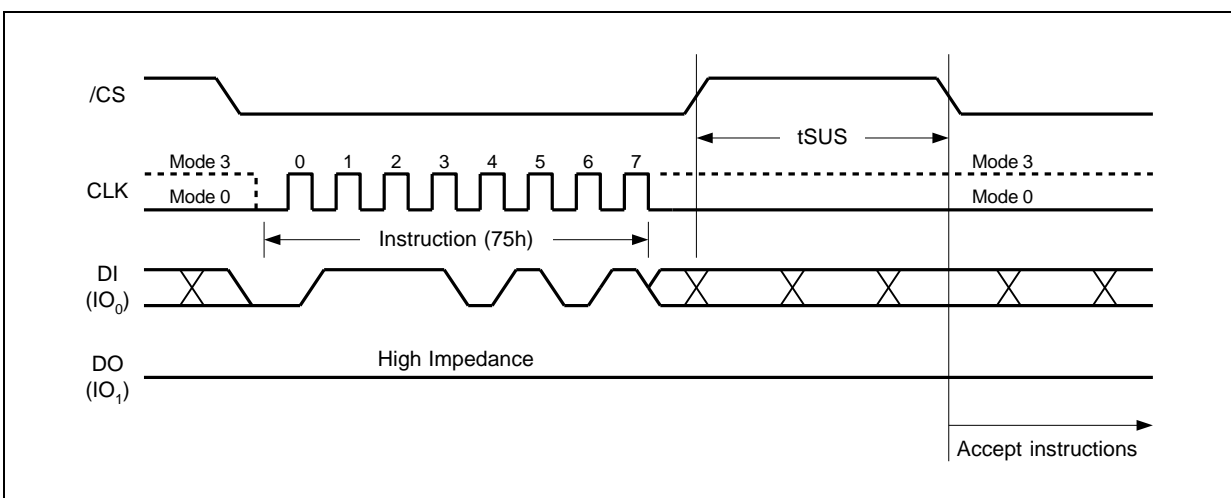 /CS
tSUS
Mode 3 0 1 2 3 4 5 6 7 Mode 3
CLK
Mode 0 Mode 0
Instruction (75h)
DI
(IO0)
High Impedance
DO
(IO1)
Accept instructions